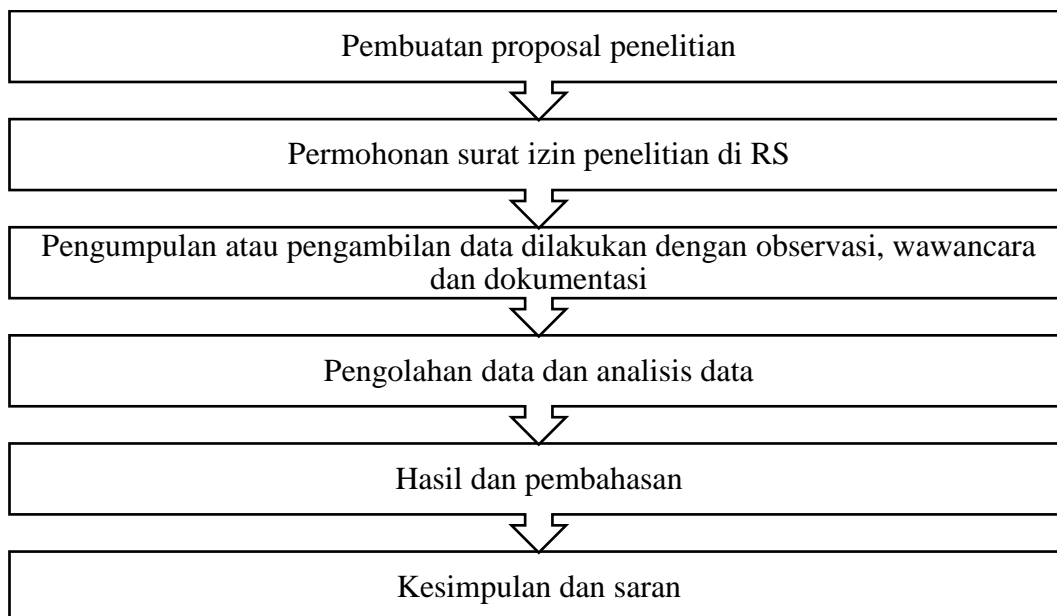 Pembuatan proposal penelitian
Permohonan surat izin penelitian di RS
Pengumpulan atau pengambilan data dilakukan dengan observasi, wawancara
dan dokumentasi
Pengolahan data dan analisis data
Hasil dan pembahasan
Kesimpulan dan saran